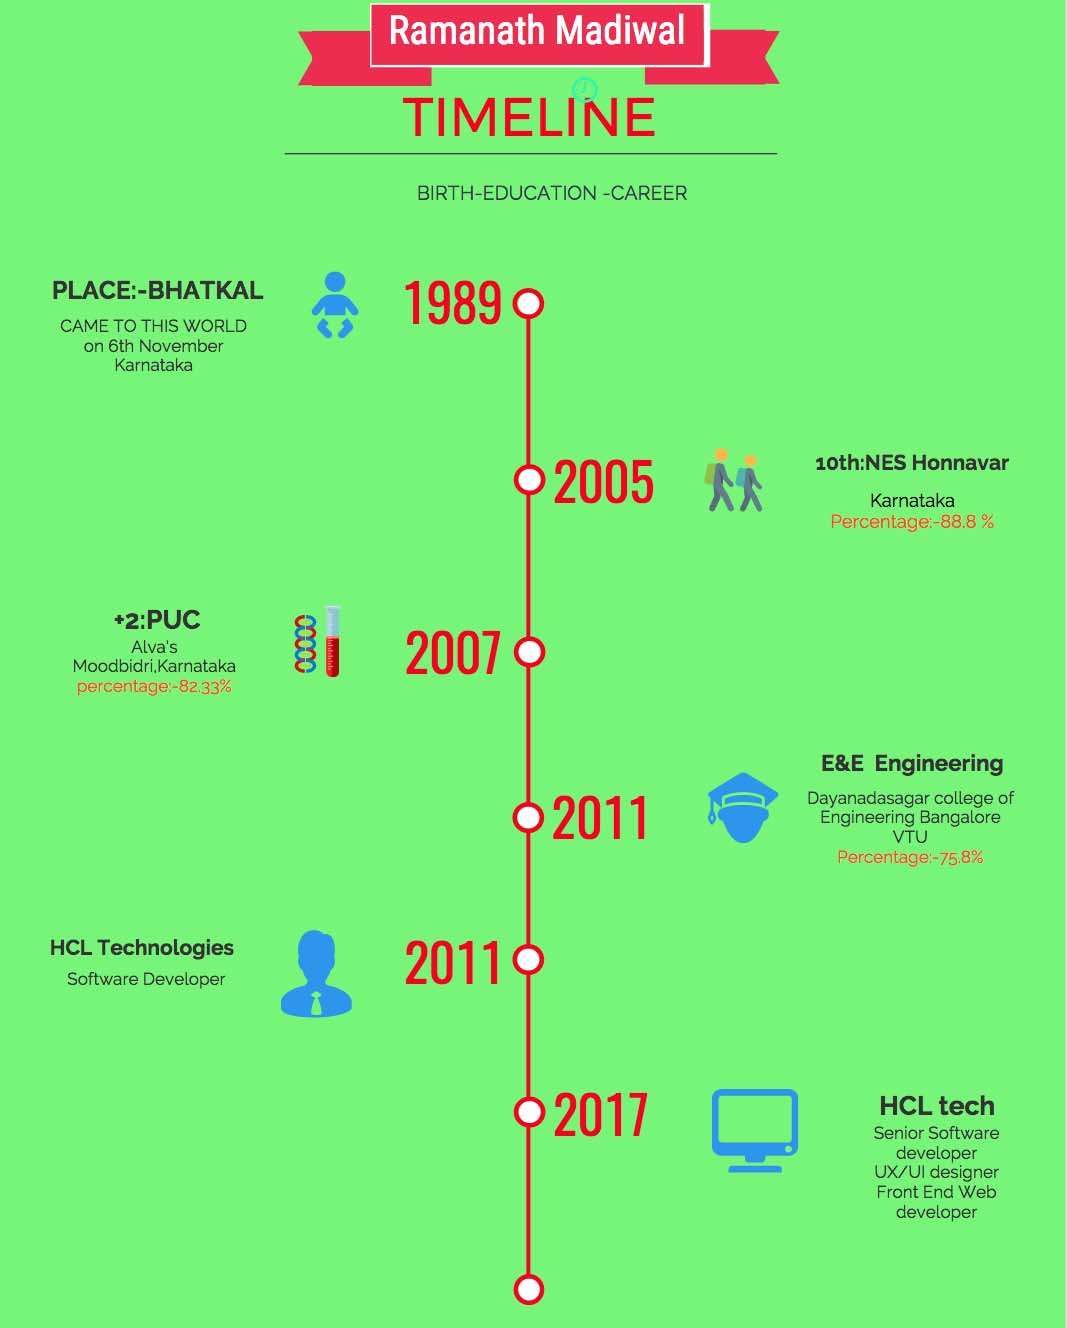 Ramanath Madiwal
TIMELINE
BIRTH-EDUCATION -CAREER
PLACE:-BHATKAL
CAME TO THIS WORLD
on 6th November
Karnataka
1989
2005
10th:NES Honnavar
Karnataka
Percentage:-88.8 %
+2:PUC
Alva's
Moodbidri,Karnataka
percentage:-82.33%
2007
2011
E&E Engineering
Dayanadasagar college of
Engineering Bangalore
VTU
Percentage:-75.8%
HCL Technologies
Software Developer
2011
2017
HCL tech
Senior Software
developer
UX/UI designer
Front End Web
developer